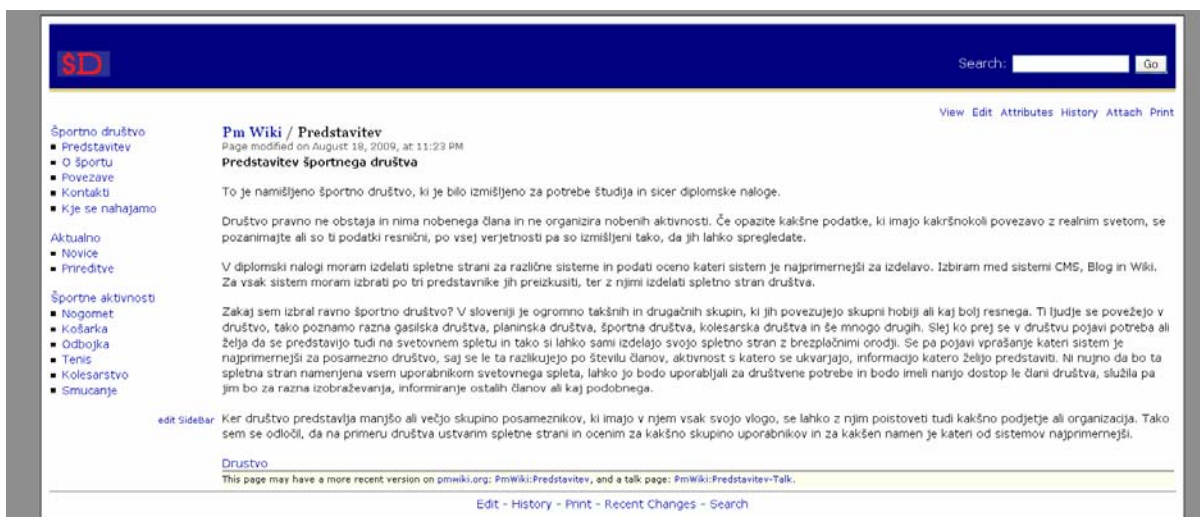 ŠD
Search: Go
View Edit Attributes History Attach Print
Športno društvo
Predstavitev
O športu
Povezave
Kontakti
Kje se nahajamo
Aktualno
Novice
Prireditve
Športne aktivnosti
Nogomet
Košarka
Odbojka
Tenis
Kolesarstvo
Smucanje
edit SideBar
Pm Wiki / Predstavitev
Page modified on August 18, 2009, at 11:23 PM
Predstavitev športnega društva
To je namišljeno športno društvo, ki je bilo izmišljeno za potrebe študija in sicer diplomske naloge.
Društvo pravno ne obstaja in nima nobenega člana in ne organizira nobenih aktivnosti. Če opazite kakšne podatke, ki imajo kakršnokoli povezavo z realnim svetom, se
pozanimajte ali so ti podatki resnični, po vsej verjetnosti pa so izmišljeni tako, da jih lahko spregledate.
V diplomski nalogi moram izdelati spletne strani za različne sisteme in podati oceno kateri sistem je najprimernejši za izdelavo. Izbiram med sistemi CMS, Blog in Wiki.
Za vsak sistem moram izbrati po tri predstavnike jih preizkusiti, ter z njimi izdelati spletno stran društva.
Zakaj sem izbral ravno športno društvo? V sloveniji je ogromno takšnih in drugačnih skupin, ki jih povezujejo skupni hobiji ali kaj bolj resnega. Ti ljudje se povežejo v
društvo, tako poznamo razna gasilska društva, planinska društva, športna društva, kolesarska društva in še mnogo drugih. Slej ko prej se v društvu pojavi potreba ali
želja da se predstavijo tudi na svetovnem spletu in tako si lahko sami izdelajo svojo spletno stran z brezplačnimi orodji. Se pa pojavi vprašanje kateri sistem je
najprimernejši za posamezno društvo, saj se le ta razlikujejo po številu članov, aktivnost s katero se ukvarjajo, informacijo katero želijo predstaviti. Ni nujno da bo ta
spletna stran namenjena vsem uporabnikom svetovnega spleta, lahko jo bodo uporabljali za društvene potrebe in bodo imeli nanjo dostop le člani društva, služila pa
jim bo za razna izobraževanja, informiranje ostalih članov ali kaj podobnega.
Ker društvo predstavlja manjšo ali večjo skupino posameznikov, ki imajo v njem vsak svojo vlogo, se lahko z njim poistoveti tudi kakšno podjetje ali organizacija. Tako
sem se odločil, da na primeru društva ustvarim spletne strani in ocenim za kakšno skupino uporabnikov in za kakšen namen je kateri od sistemov najprimernejši.
Drustvo
This page may have a more recent version on pmwiki.org: PmWiki:Predstavitev, and a talk page: PmWiki:Predstavitev-Talk.
Edit - History - Print - Recent Changes - Search